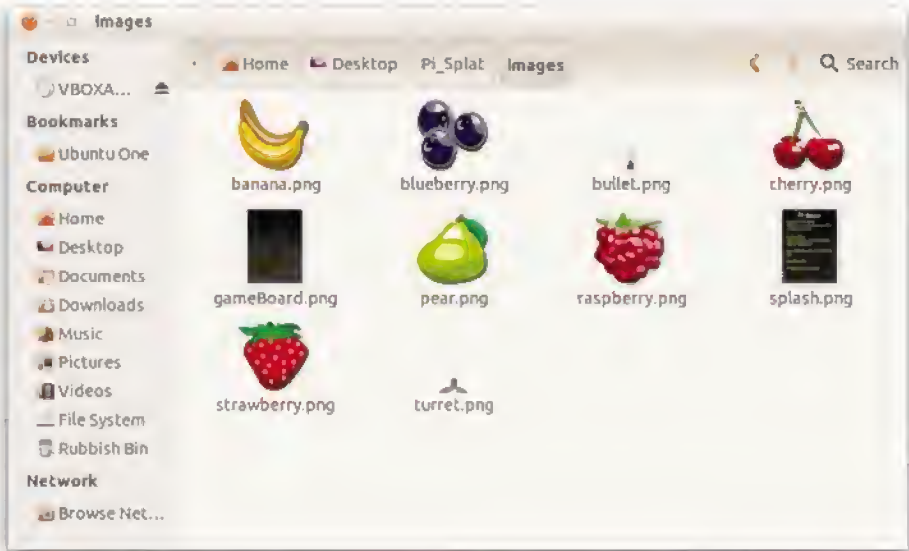 Images
Devices
VBOXA...
Bookmarks
Ubuntu One
Computer
Home
Desktop
Documents
Downloads
Music
Pictures
Videos
File System
Rubbish Bin
Network
Browse Net...
Home Desktop Pi_Splat Images Search
banana.png blueberry.png bullet.png cherry.png
gameBoard.png pear.png raspberry.png splash.png
strawberry.png turret.png